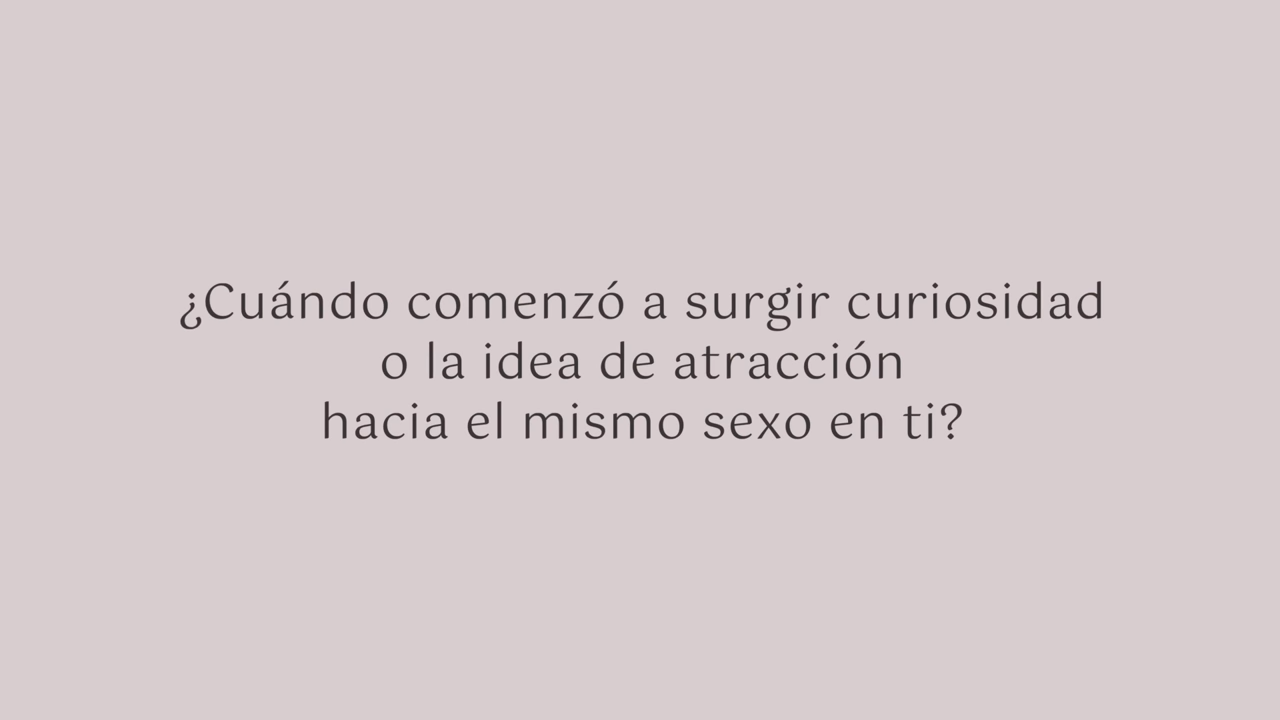 ¿Cuándo comenzó a surgir curiosidad
o la idea de atracción
hacia el mismo sexo en ti?